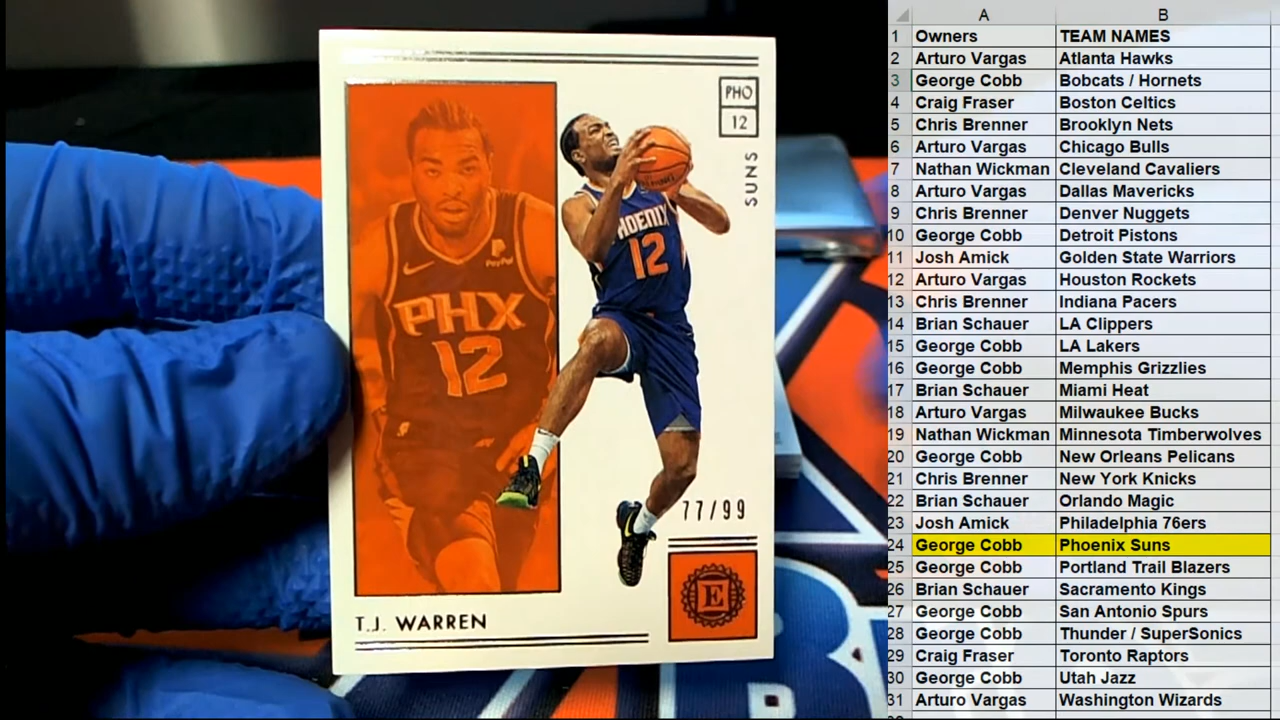 PHO
12
SUNS
PayPal
PHX
12
PHOENIX
12
77/99
E
T.J. WARREN
A B
1 Owners TEAM NAMES
2 Arturo Vargas Atlanta Hawks
3 George Cobb Bobcats / Hornets
4 Craig Fraser Boston Celtics
5 Chris Brenner Brooklyn Nets
6 Arturo Vargas Chicago Bulls
7 Nathan Wickman Cleveland Cavaliers
8 Arturo Vargas Dallas Mavericks
9 Chris Brenner Denver Nuggets
10 George Cobb Detroit Pistons
11 Josh Amick Golden State Warriors
12 Arturo Vargas Houston Rockets
13 Chris Brenner Indiana Pacers
14 Brian Schauer LA Clippers
15 George Cobb LA Lakers
16 George Cobb Memphis Grizzlies
17 Brian Schauer Miami Heat
18 Arturo Vargas Milwaukee Bucks
19 Nathan Wickman Minnesota Timberwolves
20 George Cobb New Orleans Pelicans
21 Chris Brenner New York Knicks
22 Brian Schauer Orlando Magic
23 Josh Amick Philadelphia 76ers
24 George Cobb Phoenix Suns
25 George Cobb Portland Trail Blazers
26 Brian Schauer Sacramento Kings
27 George Cobb San Antonio Spurs
28 George Cobb Thunder / SuperSonics
29 Craig Fraser Toronto Raptors
30 George Cobb Utah Jazz
31 Arturo Vargas Washington Wizards